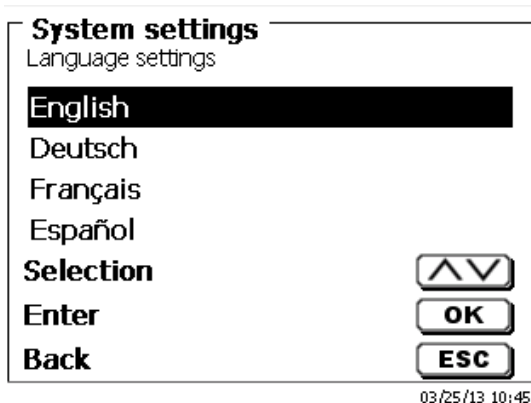 System settings
Language settings
English
Deutsch
Français
Español
Selection
Enter OK
Back ESC
03/25/13 10:45